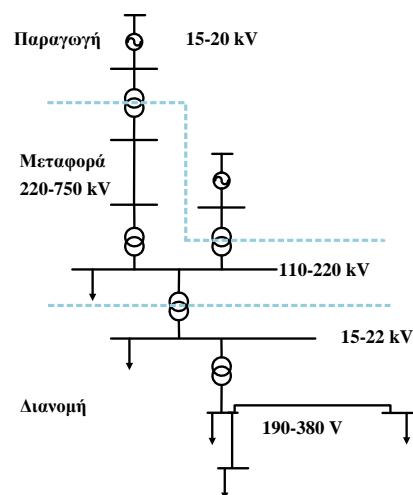 Παραγωγή
15-20 kV
Μεταφορά
220-750 kV
110-220 kV
15-22 kV
Διανομή
190-380 V